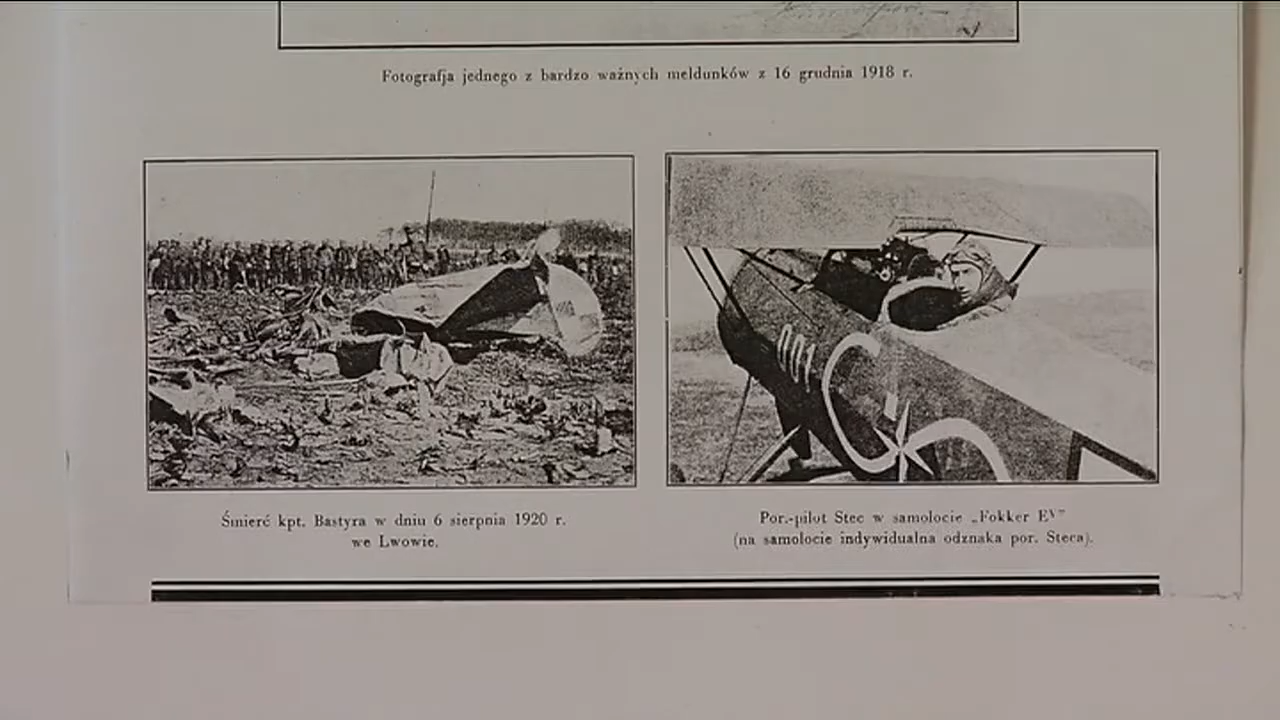 Fotografja jednego z bardzo ważnych meldunków z 16 grudnia 1918 r.
Śmierć kpt. Bastyra w dniu 6 sierpnia 1920 r.
we Lwowie.
Por.-pilot Stec w samolocie „Fokker EV”
(na samolocie indywidualna odznaka por. Steca).